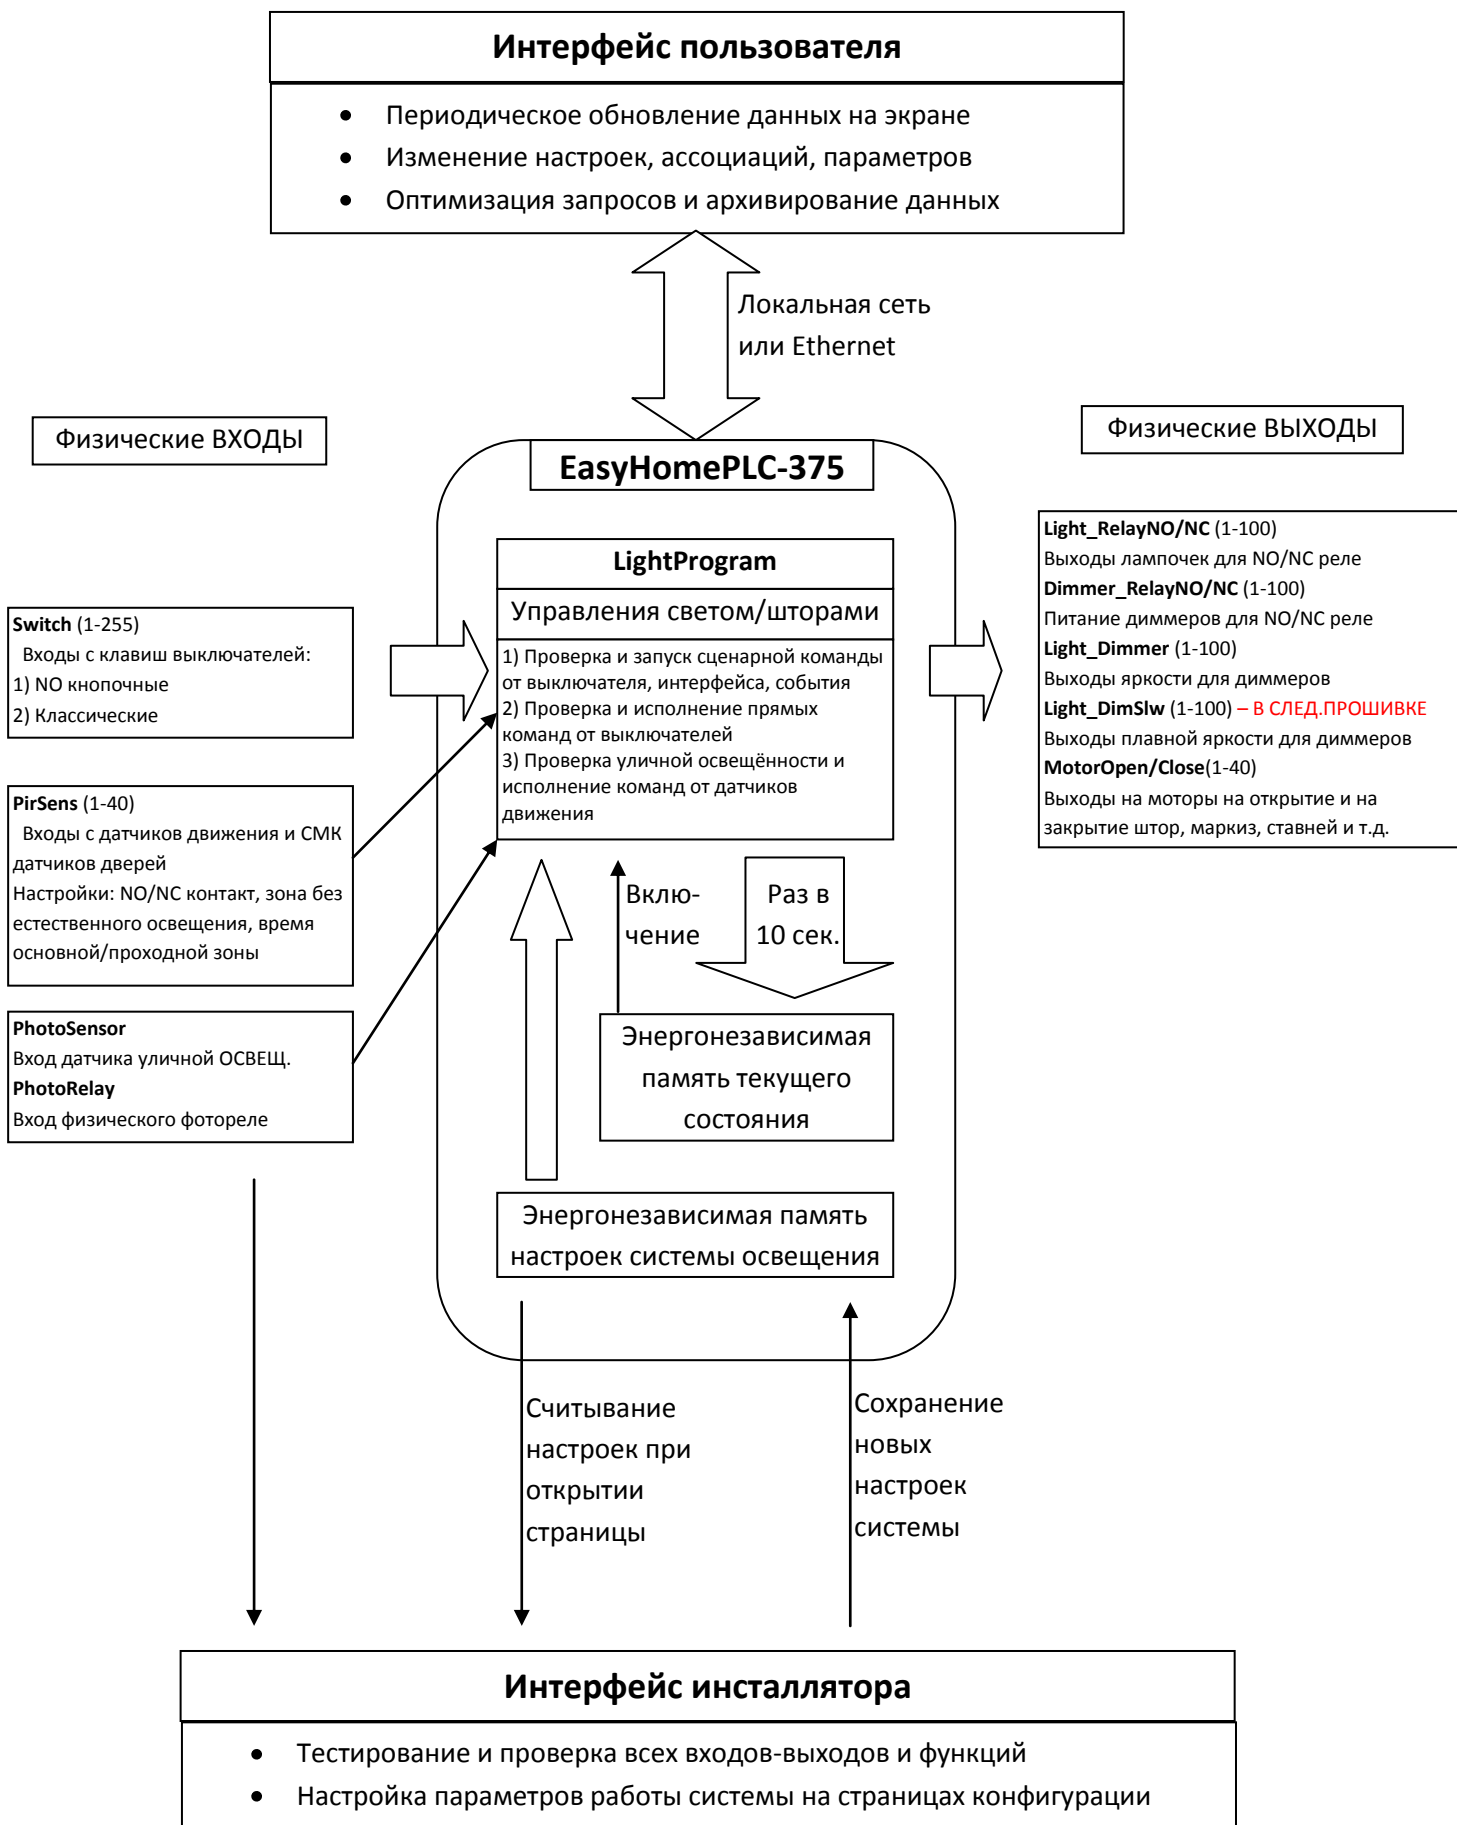 Интерфейс пользователя
• Периодическое обновление данных на экране
• Изменение настроек, ассоциаций, параметров
• Оптимизация запросов и архивирование данных
Локальная сеть
или Ethernet
Физические ВХОДЫ
Физические ВЫХОДЫ
EasyHomePLC-375
LightProgram
Управления светом/шторами
1) Проверка и запуск сценарной команды
от выключателя, интерфейса, события
2) Проверка и исполнение прямых
команд от выключателей
3) Проверка уличной освещённости и
исполнение команд от датчиков
движения
Switch (1-255)
Входы с клавиш выключателей:
1) NO кнопочные
2) Классические
PirSens (1-40)
Входы с датчиков движения и СМК
датчиков дверей
Настройки: NO/NC контакт, зона без
естественного освещения, время
основной/проходной зоны
PhotoSensor
Вход датчика уличной ОСВЕЩ.
PhotoRelay
Вход физического фотореле
Light_RelayNO/NC (1-100)
Выходы лампочек для NO/NC реле
Dimmer_RelayNO/NC (1-100)
Питание диммеров для NO/NC реле
Light_Dimmer (1-100)
Выходы яркости для диммеров
Light_DimSlw (1-100) – В СЛЕД.ПРОШИВКЕ
Выходы плавной яркости для диммеров
MotorOpen/Close(1-40)
Выходы на моторы на открытие и на
закрытие штор, маркиз, ставней и т.д.
Вклю-
чение
Раз в
10 сек.
Энергонезависимая
память текущего
состояния
Энергонезависимая память
настроек системы освещения
Считывание
настроек при
открытии
страницы
Сохранение
новых
настроек
системы
Интерфейс инсталлятора
• Тестирование и проверка всех входов-выходов и функций
• Настройка параметров работы системы на страницах конфигурации